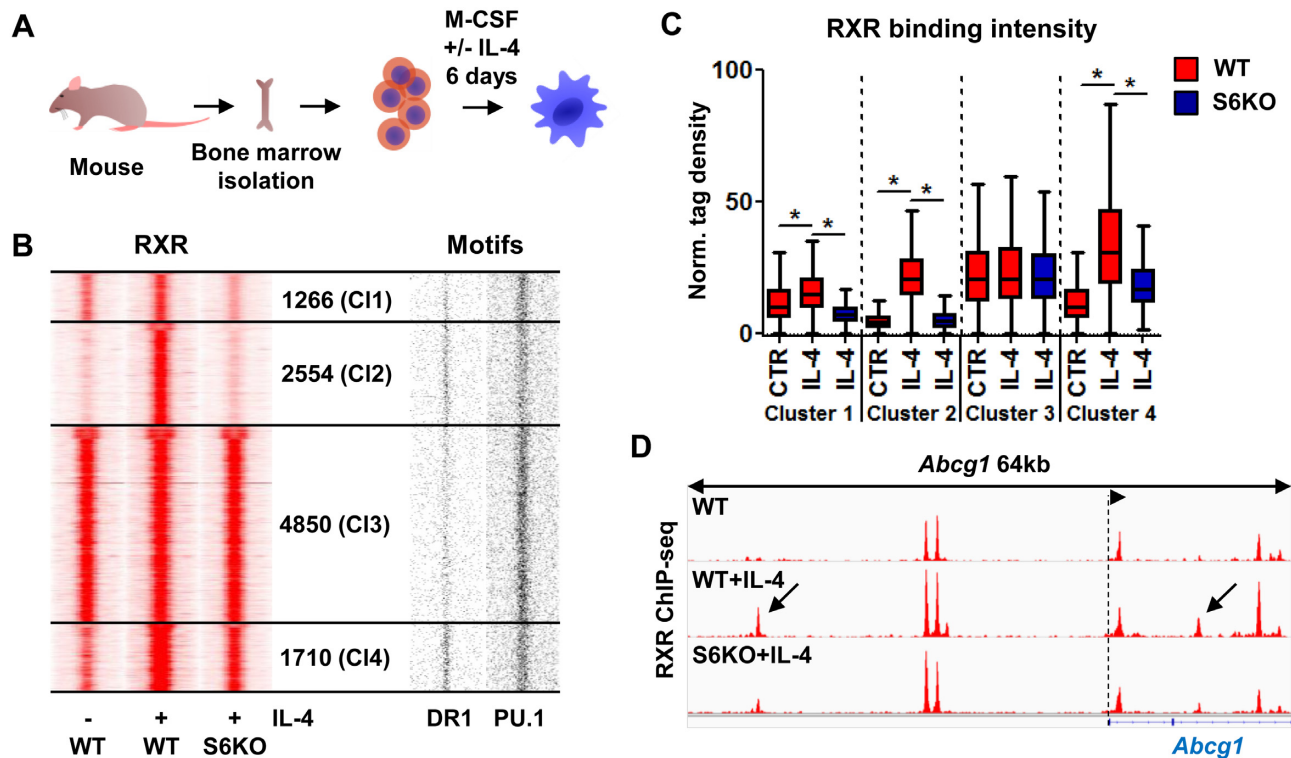 A
Mouse
Bone marrow
isolation
M-CSF
+/- IL-4
6 days
B
RXR
Motifs
1266 (Cl1)
2554 (Cl2)
4850 (Cl3)
1710 (Cl4)
- + + IL-4
WT WT S6KO
DR1 PU.1
C
RXR binding intensity
WT
S6KO
Norm. tag density
100
50
0
* * * * * *
CTR IL-4 IL-4 CTR IL-4 IL-4 CTR IL-4 IL-4 CTR IL-4 IL-4
Cluster 1 Cluster 2 Cluster 3 Cluster 4
D
Abcg1 64kb
RXR ChIP-seq
WT
WT+IL-4
S6KO+IL-4
Abcg1